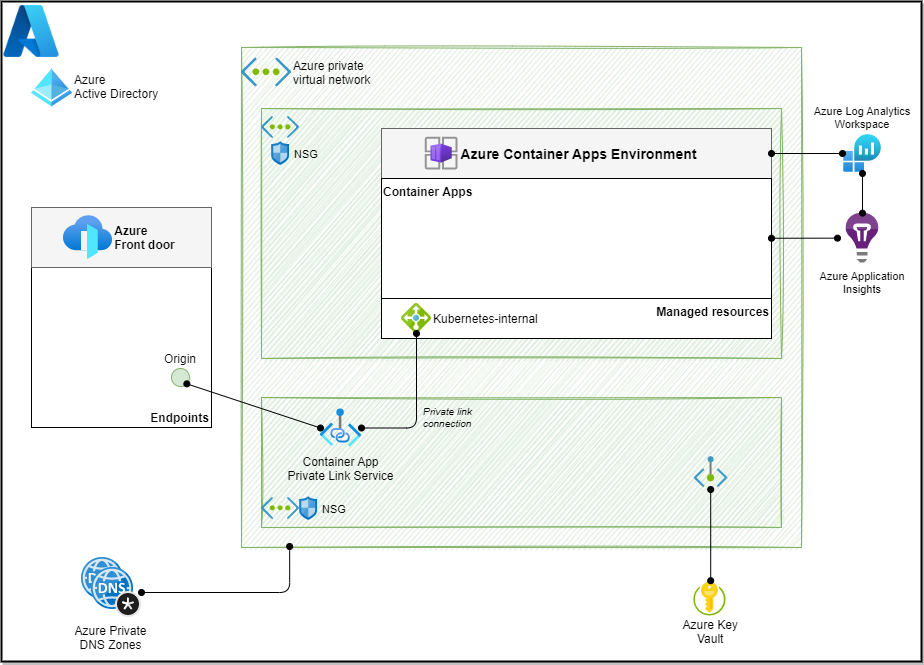 Azure
Active Directory
Azure private
virtual network
NSG
Azure Container Apps Environment
Container Apps
Kubernetes-internal
Managed resources
Azure Log Analytics
Workspace
Azure Application
Insights
Azure
Front door
Origin
Endpoints
Private link
connection
Container App
Private Link Service
NSG
DNS
Azure Private
DNS Zones
Azure Key
Vault